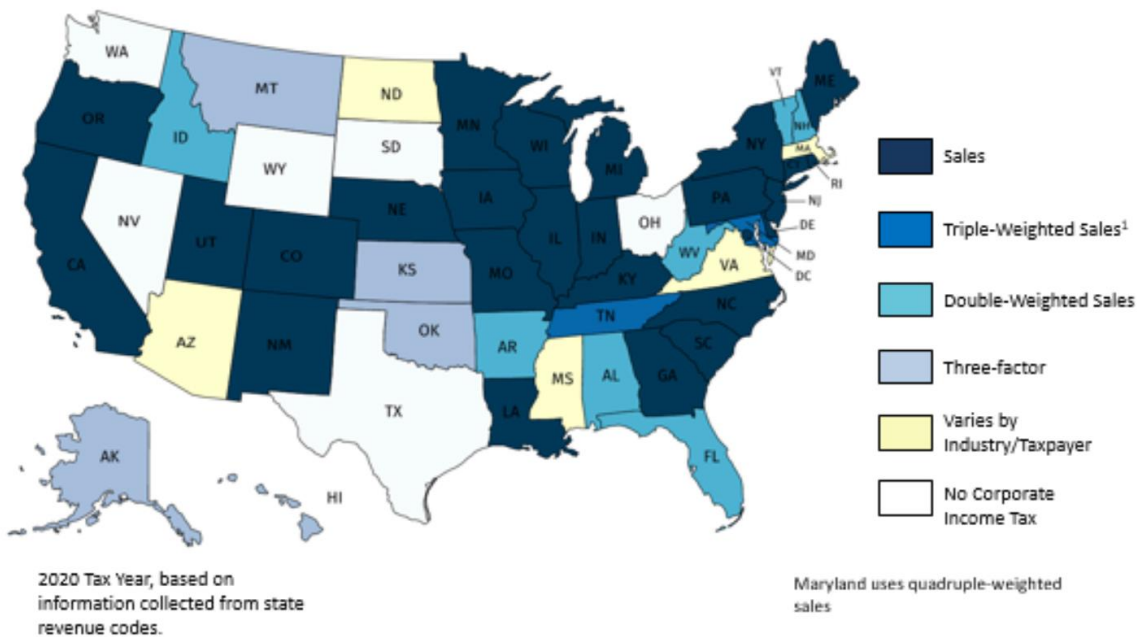 WA
MT
ND
MN
VT
ME
OR
ID
SD
WI
MI
NY
NH
MA
WY
RI
NV
UT
CO
NE
IA
IL
IN
OH
PA
NJ
DE
MD
DC
CA
KS
MO
KY
WV
VA
AZ
NM
OK
AR
TN
NC
SC
TX
LA
MS
AL
GA
FL
AK
HI
Sales
Triple-Weighted Sales¹
Double-Weighted Sales
Three-factor
Varies by
Industry/Taxpayer
No Corporate
Income Tax
2020 Tax Year, based on
information collected from state
revenue codes.
Maryland uses quadruple-weighted
sales